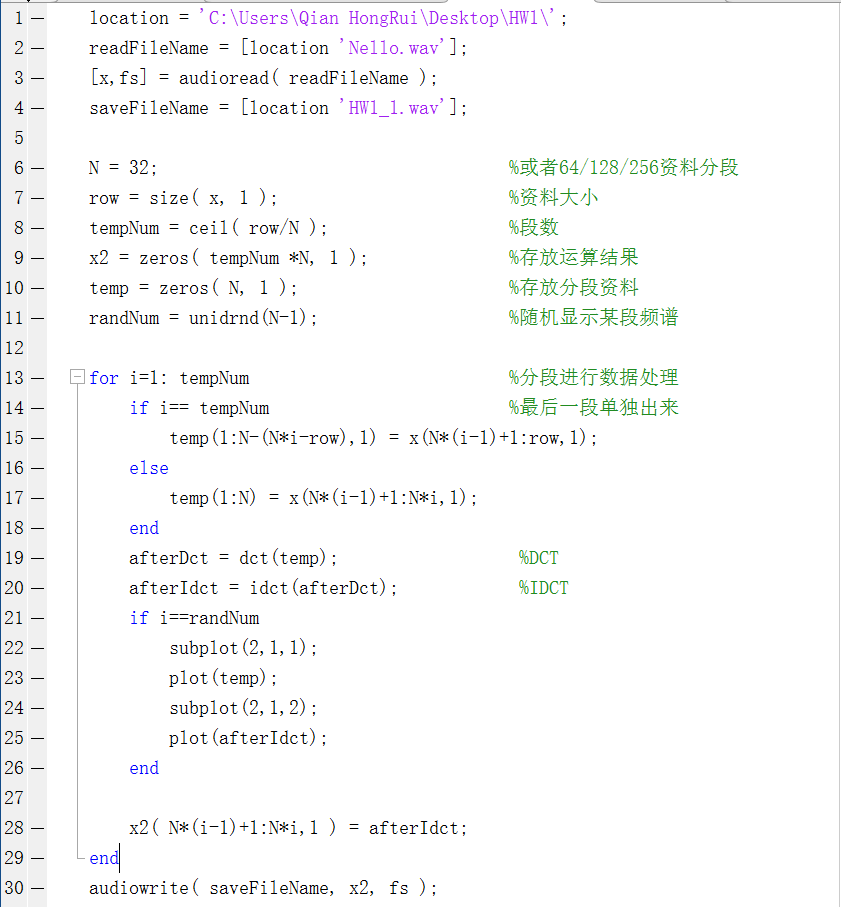 1 — location = 'C:\Users\Qian HongRui\Desktop\HW1\';
2 — readFileName = [location 'Nello.wav'];
3 — [x,fs] = audioread( readFileName );
4 — saveFileName = [location 'HW1_1.wav'];
5
6 — N = 32; %或者64/128/256资料分段
7 — row = size( x, 1 ); %资料大小
8 — tempNum = ceil( row/N ); %段数
9 — x2 = zeros( tempNum *N, 1 ); %存放运算结果
10 — temp = zeros( N, 1 ); %存放分段资料
11 — randNum = unidrnd(N-1); %随机显示某段频谱
12
13 — for i=1: tempNum %分段进行数据处理
14 — if i== tempNum %最后一段单独出来
15 — temp(1:N-(N*i-row),1) = x(N*(i-1)+1:row,1);
16 — else
17 — temp(1:N) = x(N*(i-1)+1:N*i,1);
18 — end
19 — afterDct = dct(temp); %DCT
20 — afterIdct = idct(afterDct); %IDCT
21 — if i==randNum
22 — subplot(2,1,1);
23 — plot(temp);
24 — subplot(2,1,2);
25 — plot(afterIdct);
26 — end
27
28 — x2( N*(i-1)+1:N*i,1 ) = afterIdct;
29 — end
30 — audiowrite( saveFileName, x2, fs );